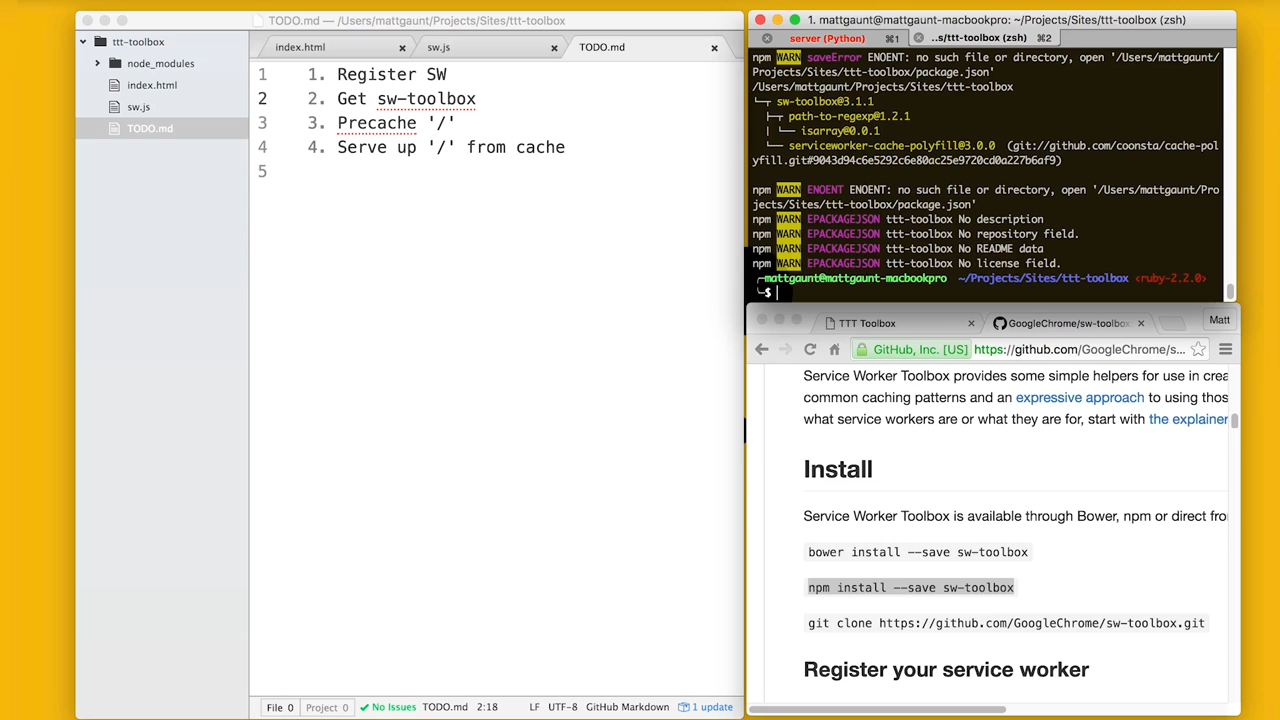 TODO.md — /Users/mattgaunt/Projects/Sites/ttt-toolbox
ttt-toolbox
node_modules
index.html
sw.js
TODO.md
index.html
sw.js
TODO.md
1 1. Register SW
2 2. Get sw-toolbox
3 3. Precache '/'
4 4. Serve up '/' from cache
5
File 0 Project 0 No Issues TODO.md 2:18 LF UTF-8 GitHub Markdown 1 update
1. mattgaunt@mattgaunt-macbookpro: ~/Projects/Sites/ttt-toolbox (zsh)
server (Python) ⌘1 ..s/ttt-toolbox (zsh) ⌘2
npm WARN saveError ENOENT: no such file or directory, open '/Users/mattgaunt/
Projects/Sites/ttt-toolbox/package.json'
/Users/mattgaunt/Projects/Sites/ttt-toolbox
└─┬ sw-toolbox@3.1.1
├─┬ path-to-regexp@1.2.1
│ └── isarray@0.0.1
└── serviceworker-cache-polyfill@3.0.0 (git://github.com/coonsta/cache-pol
yfill.git#9043d94c6e5292c6e80ac25e9720cd0a227b6af9)
npm WARN ENOENT ENOENT: no such file or directory, open '/Users/mattgaunt/Pro
jects/Sites/ttt-toolbox/package.json'
npm WARN EPACKAGEJSON ttt-toolbox No description
npm WARN EPACKAGEJSON ttt-toolbox No repository field.
npm WARN EPACKAGEJSON ttt-toolbox No README data
npm WARN EPACKAGEJSON ttt-toolbox No license field.
╭─mattgaunt@mattgaunt-macbookpro ~/Projects/Sites/ttt-toolbox ‹ruby-2.2.0›
╰─$
TTT Toolbox
GoogleChrome/sw-toolbox
Matt
GitHub, Inc. [US] https://github.com/GoogleChrome/s...
Service Worker Toolbox provides some simple helpers for use in crea
common caching patterns and an expressive approach to using thos
what service workers are or what they are for, start with the explainer
Install
Service Worker Toolbox is available through Bower, npm or direct fro
bower install --save sw-toolbox
npm install --save sw-toolbox
git clone https://github.com/GoogleChrome/sw-toolbox.git
Register your service worker